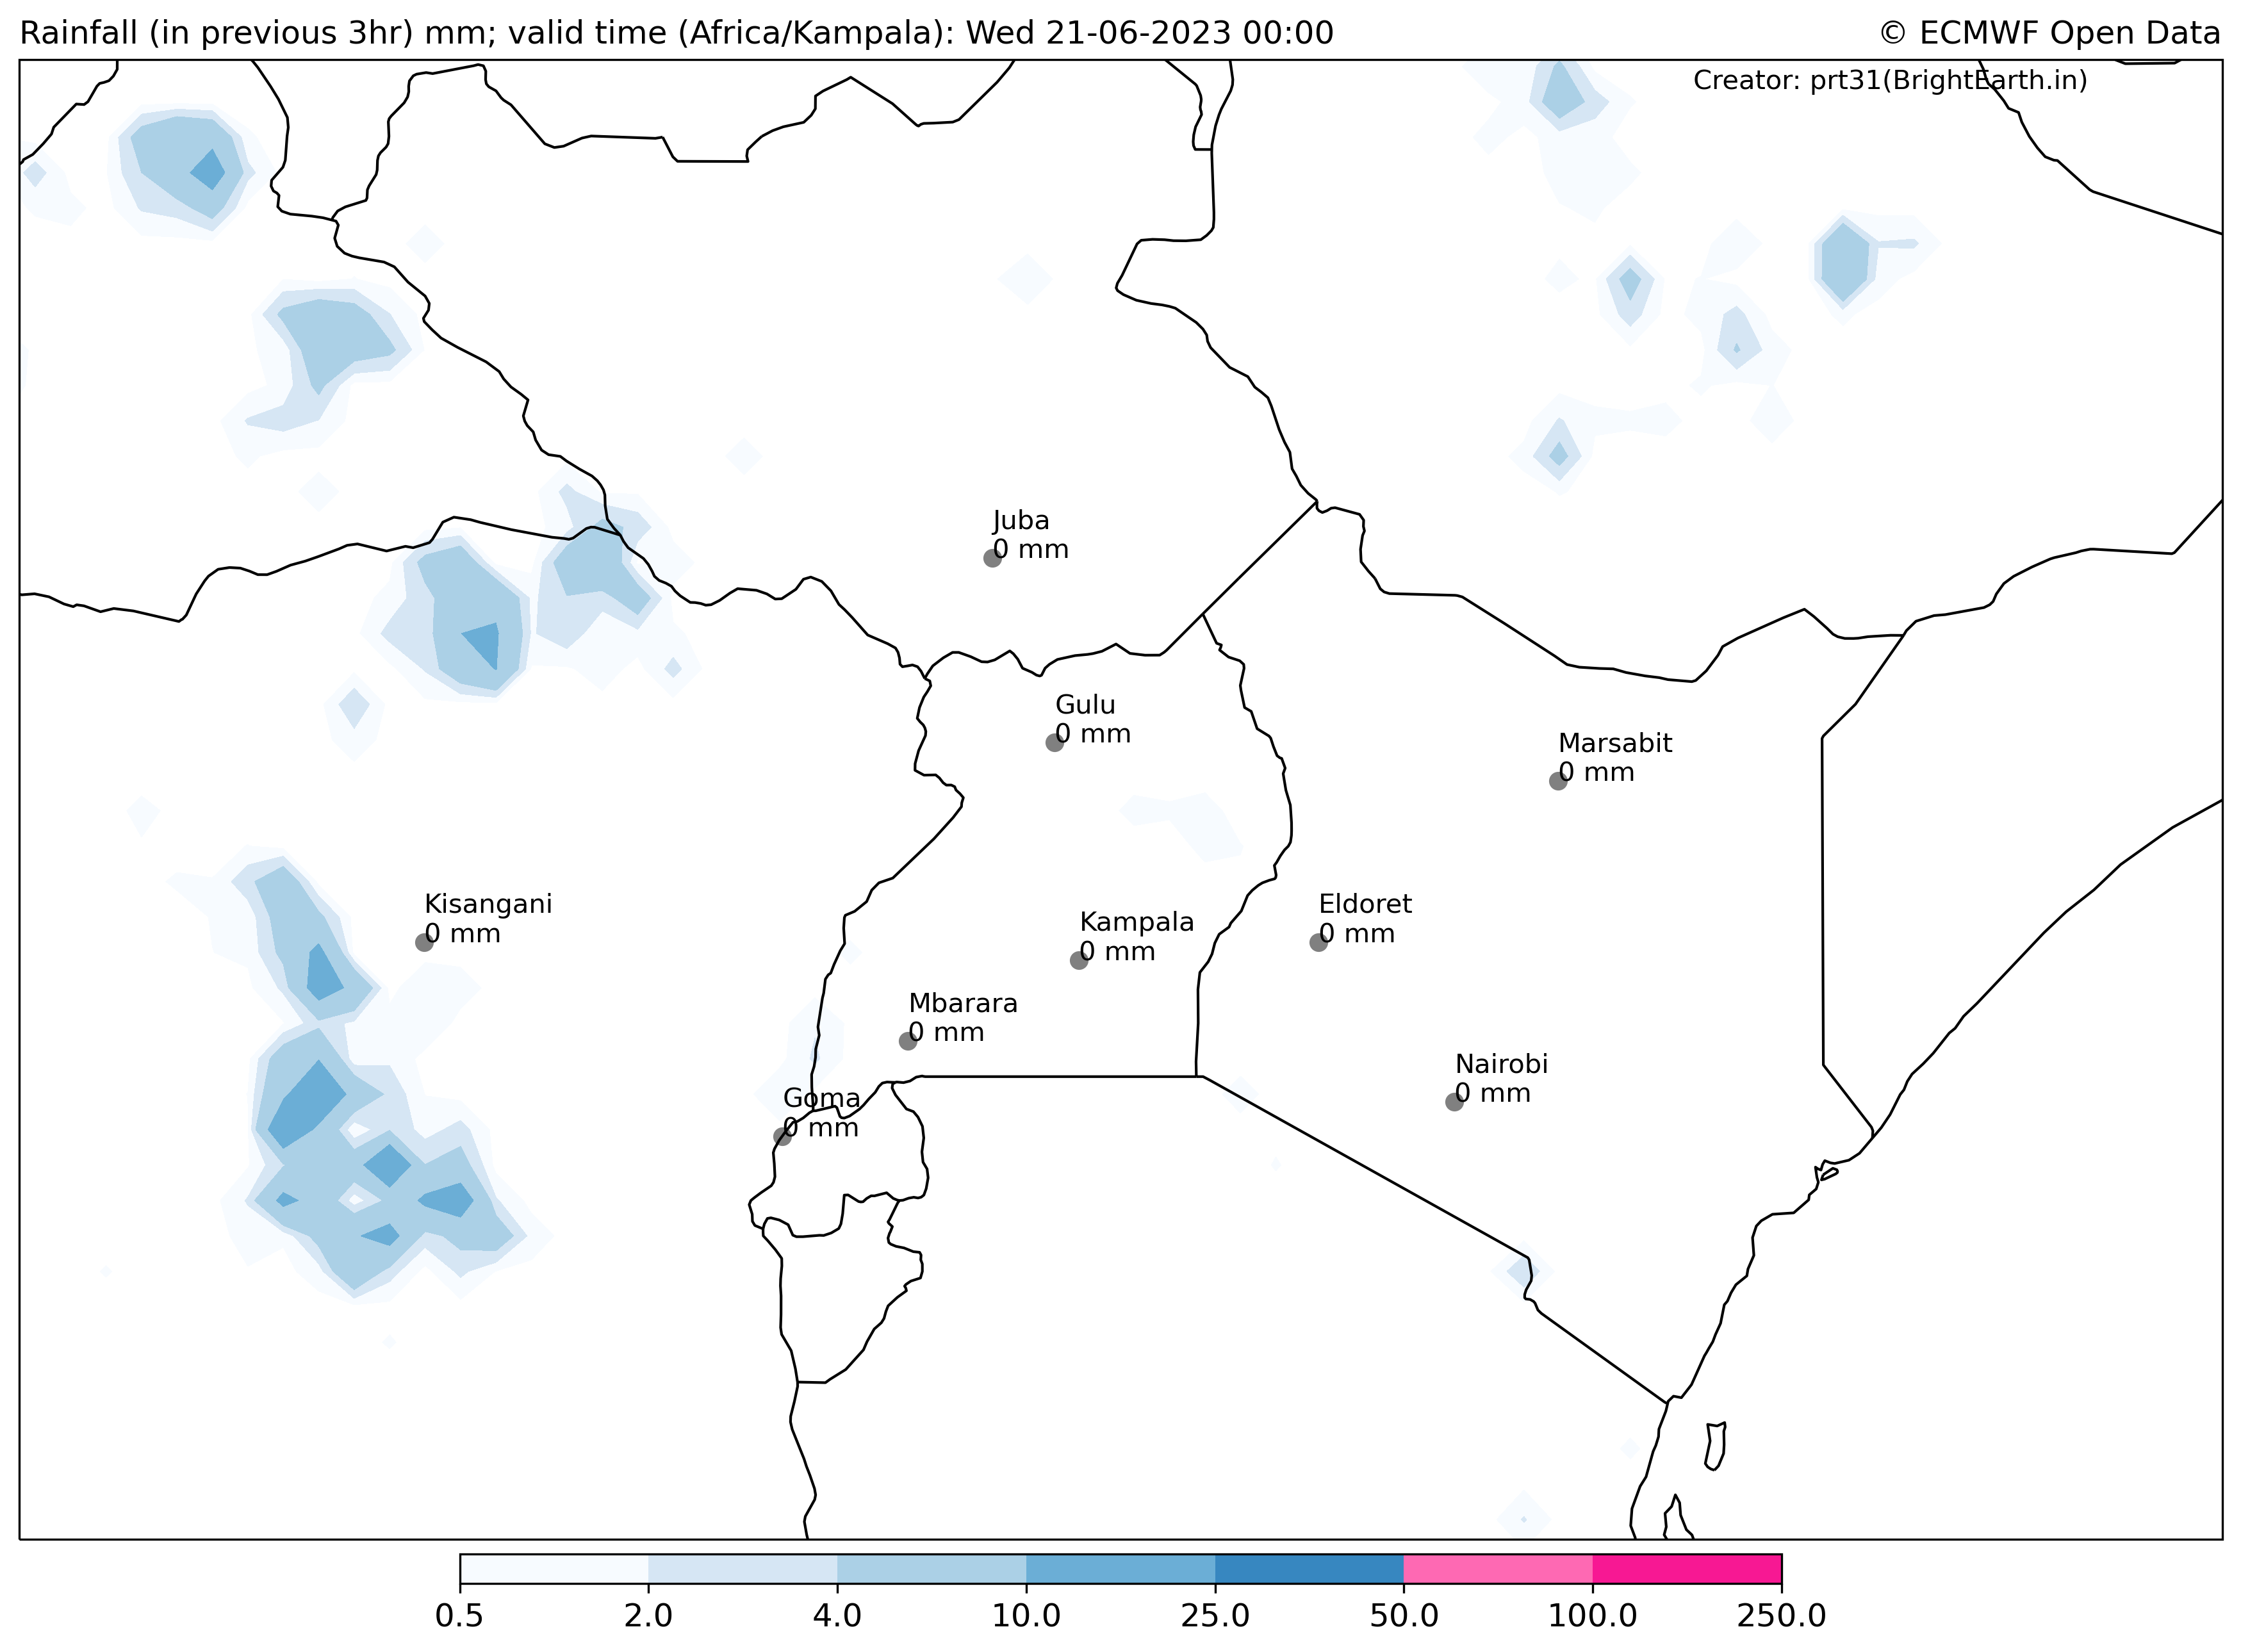 Rainfall (in previous 3hr) mm; valid time (Africa/Kampala): Wed 21-06-2023 00:00
© ECMWF Open Data
Creator: prt31(BrightEarth.in)
Juba
0 mm
Gulu
0 mm
Marsabit
0 mm
Kisangani
0 mm
Kampala
0 mm
Eldoret
0 mm
Mbarara
0 mm
Nairobi
0 mm
Goma
0 mm
0.5 2.0 4.0 10.0 25.0 50.0 100.0 250.0